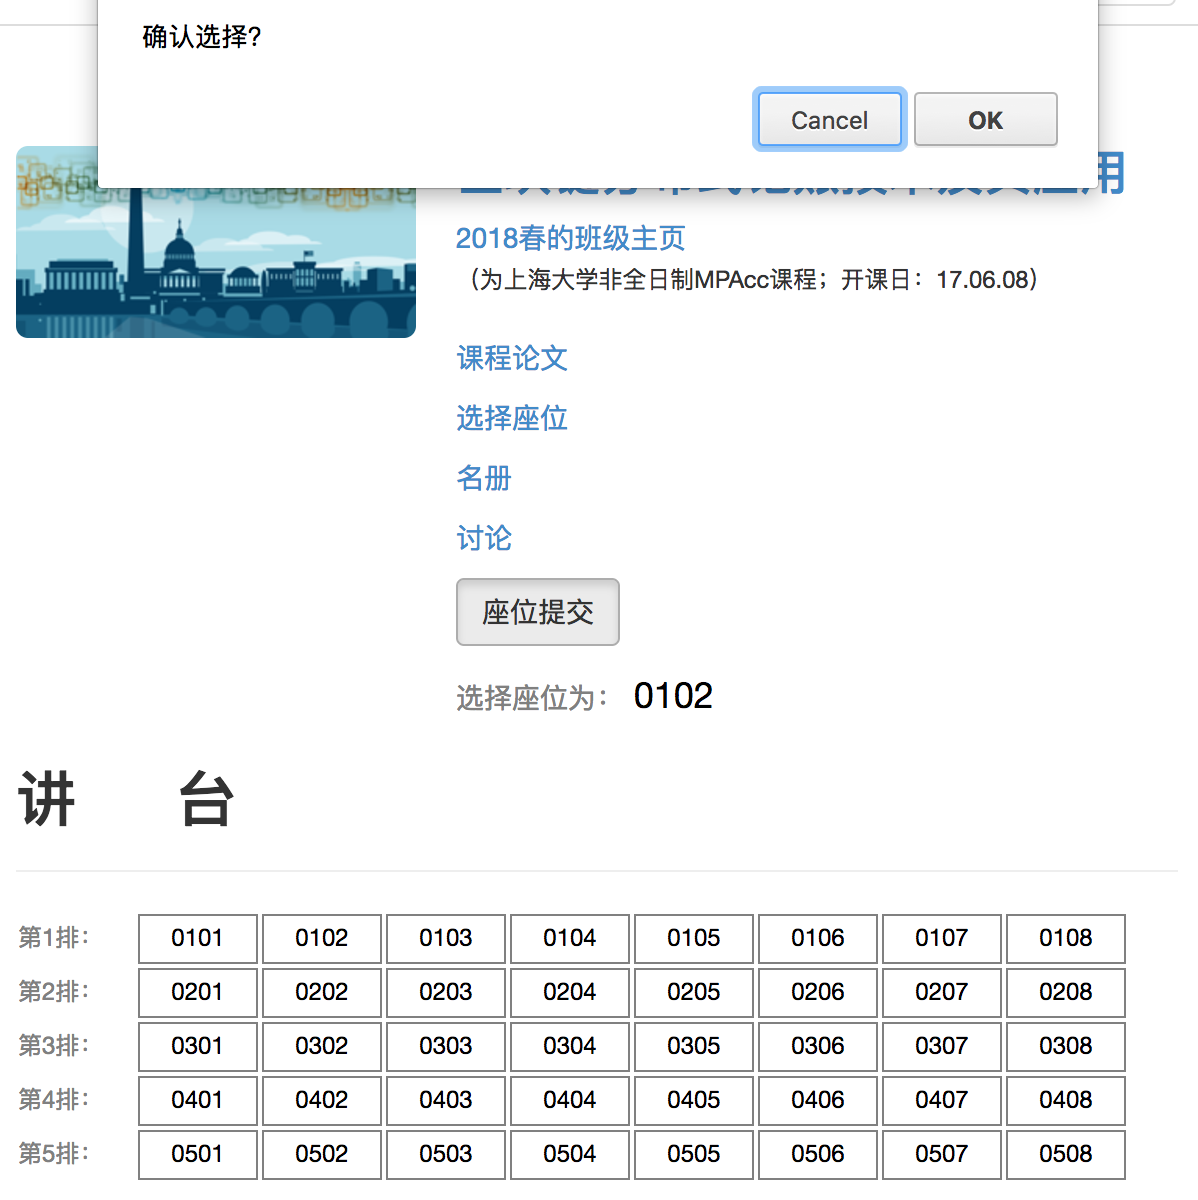 确认选择?
Cancel
OK
用
2018春的班级主页
（为上海大学非全日制MPAcc课程；开课日：17.06.08）
课程论文
选择座位
名册
讨论
座位提交
选择座位为： 0102
讲 台
第1排： 0101 0102 0103 0104 0105 0106 0107 0108
第2排： 0201 0202 0203 0204 0205 0206 0207 0208
第3排： 0301 0302 0303 0304 0305 0306 0307 0308
第4排： 0401 0402 0403 0404 0405 0406 0407 0408
第5排： 0501 0502 0503 0504 0505 0506 0507 0508